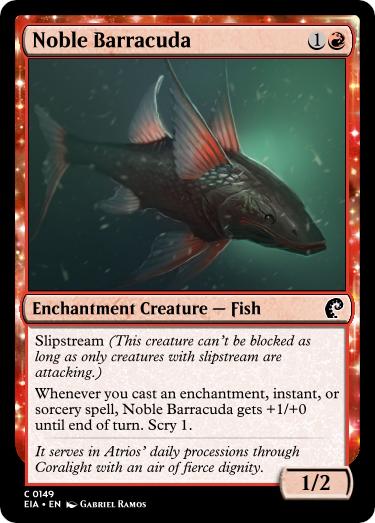 Noble Barracuda
1
Enchantment Creature — Fish
Slipstream (This creature can't be blocked as
long as only creatures with slipstream are
attacking.)
Whenever you cast an enchantment, instant, or
sorcery spell, Noble Barracuda gets +1/+0
until end of turn. Scry 1.
It serves in Atrios' daily processions through
Coralight with an air of fierce dignity.
1/2
C 0149
EIA • EN Gabriel Ramos